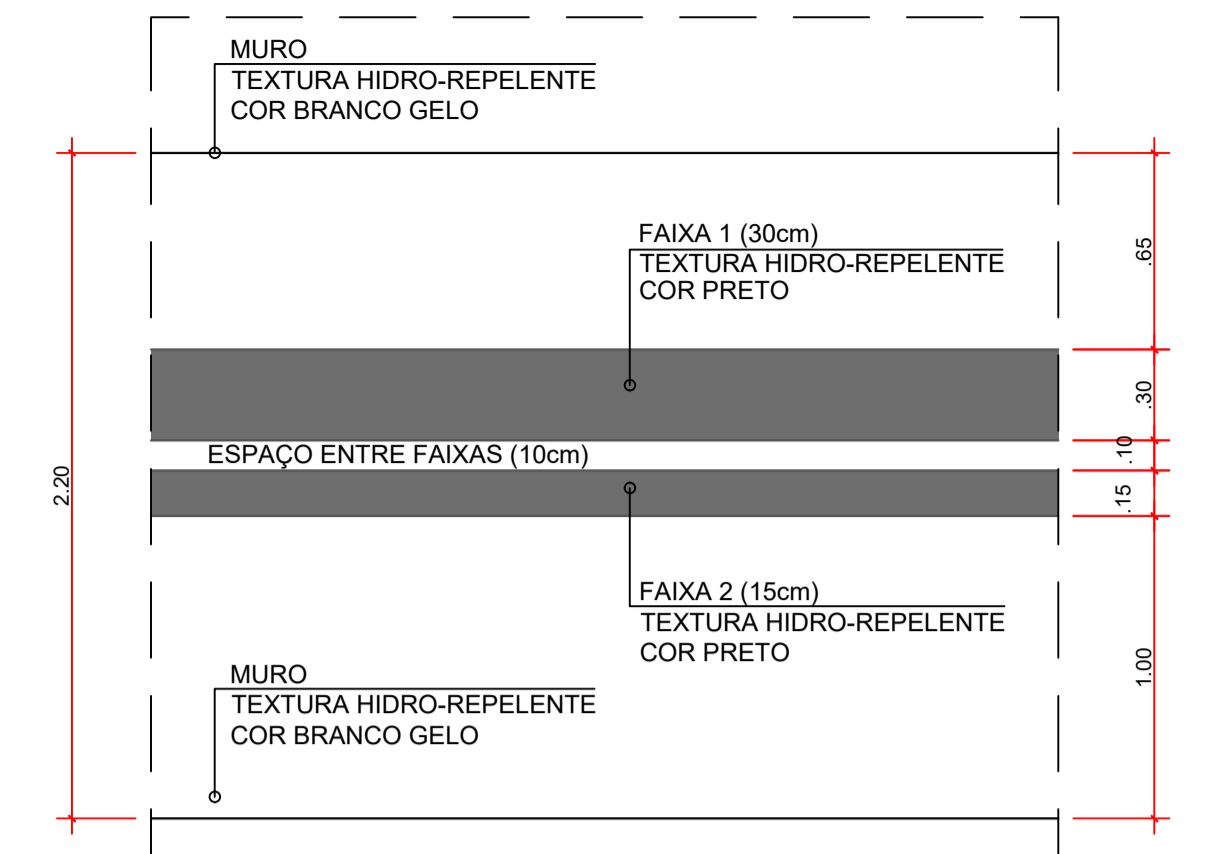 MURO
TEXTURA HIDRO-REPELENTE
COR BRANCO GELO
FAIXA 1 (30cm)
TEXTURA HIDRO-REPELENTE
COR PRETO
.65
.30
ESPAÇO ENTRE FAIXAS (10cm)
.10
2.20
.15
FAIXA 2 (15cm)
TEXTURA HIDRO-REPELENTE
COR PRETO
MURO
TEXTURA HIDRO-REPELENTE
COR BRANCO GELO
1.00